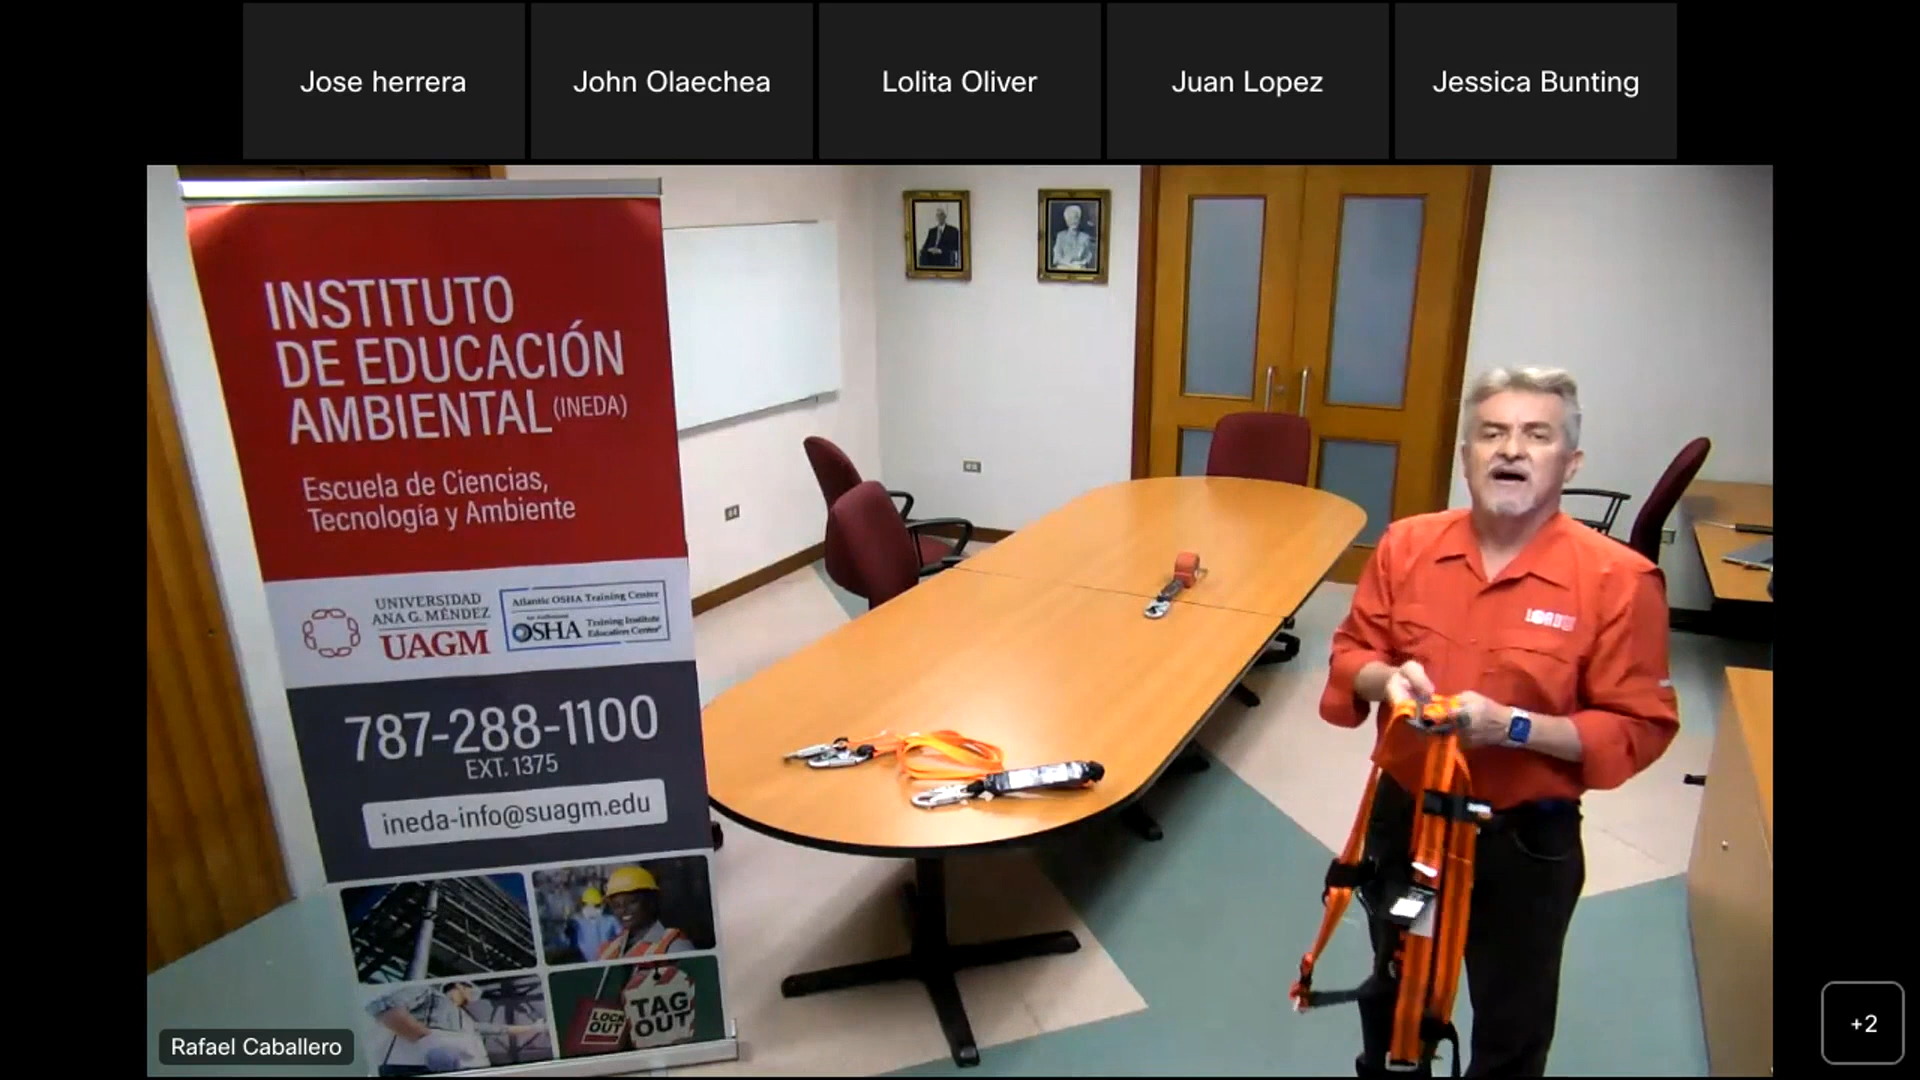 Jose herrera
John Olaechea
Lolita Oliver
Juan Lopez
Jessica Bunting
INSTITUTO
DE EDUCACIÓN
AMBIENTAL (INEDA)
Escuela de Ciencias,
Tecnología y Ambiente
UNIVERSIDAD
ANA G. MÉNDEZ
UAGM
Atlantic OSHA Training Center
OSHA
Training Institute
Education Center
787-288-1100
EXT. 1375
ineda-info@suagm.edu
LOCK
OUT
TAG
OUT
Rafael Caballero
+2